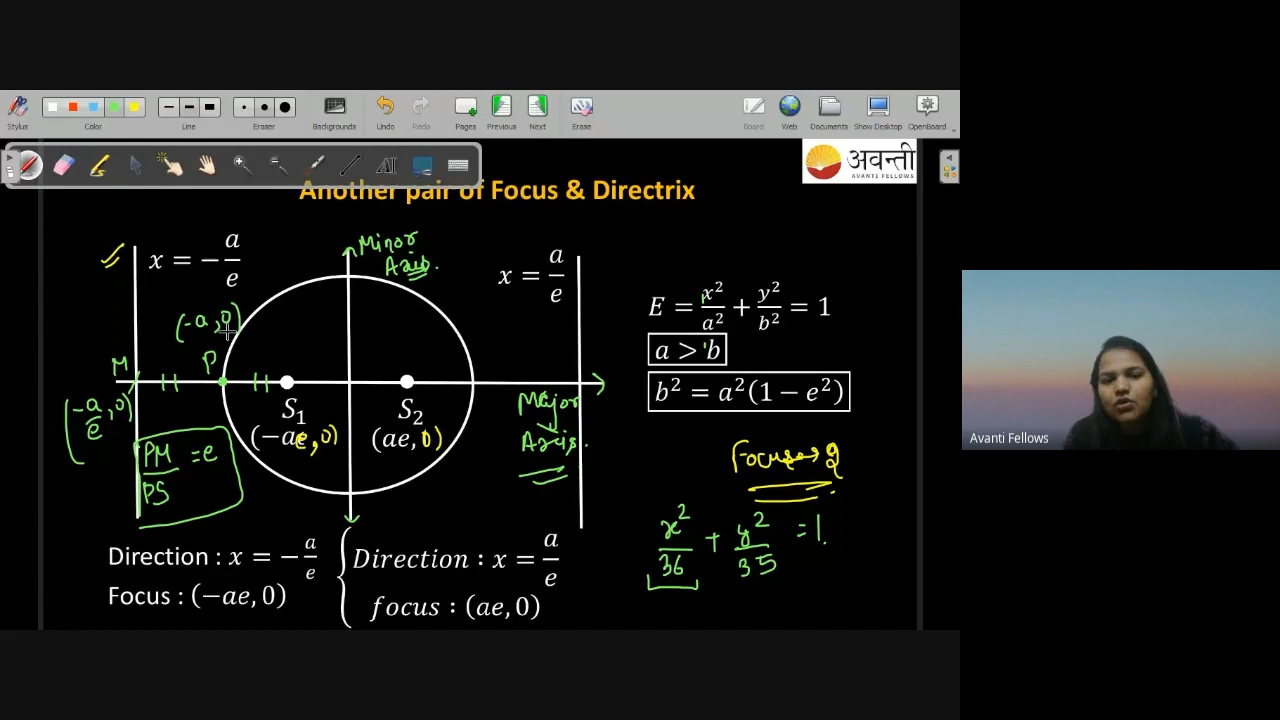 Stylus
Color
Line
Eraser
Backgrounds
Undo
Redo
Pages
Previous
Next
Erase
Board
Web
Documents
Show Desktop
OpenBoard
अवन्ती
AVANTI FELLOWS
Another pair of Focus & Directrix
x = - a/e
Minor
Axis.
x = a/e
(-a, 0)
M
P
(-a/e, 0)
S₁
(-ae, 0)
S₂
(ae, 0)
Major
Axis.
PM/PS = e
E = x²/a² + y²/b² = 1
a > b
b² = a²(1 − e²)
Focus → 2
x²/36 + y²/35 = 1.
Direction : x = - a/e
Focus : (−ae, 0)
Direction : x = a/e
focus : (ae, 0)
Avanti Fellows